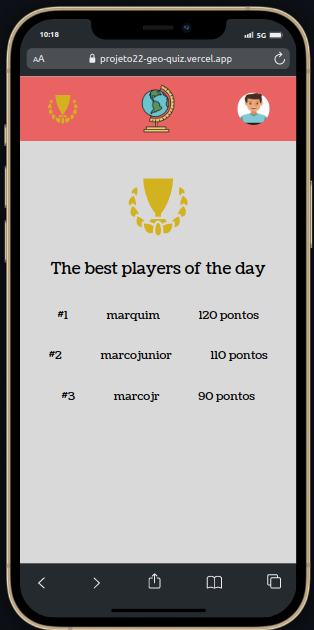 10:18
5G
AA projeto22-geo-quiz.vercel.app
The best players of the day
#1 marquim 120 pontos
#2 marcojunior 110 pontos
#3 marcojr 90 pontos